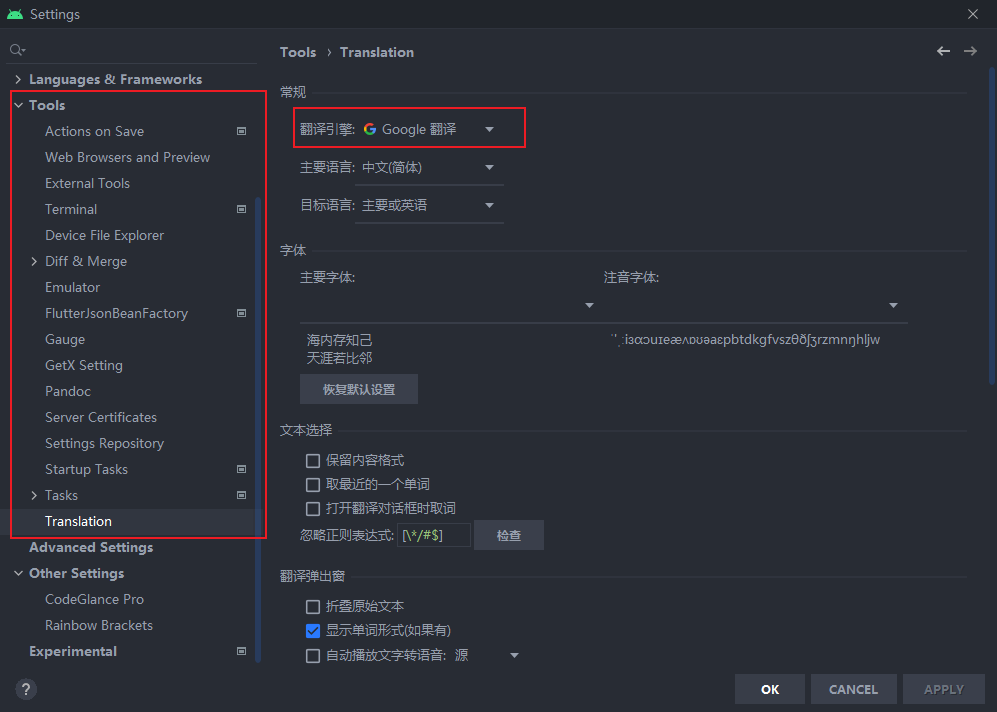 Settings
Languages & Frameworks
Tools
Actions on Save
Web Browsers and Preview
External Tools
Terminal
Device File Explorer
Diff & Merge
Emulator
FlutterJsonBeanFactory
Gauge
GetX Setting
Pandoc
Server Certificates
Settings Repository
Startup Tasks
Tasks
Translation
Advanced Settings
Other Settings
CodeGlance Pro
Rainbow Brackets
Experimental
Tools › Translation
常规
翻译引擎: Google 翻译
主要语言: 中文(简体)
目标语言: 主要或英语
字体
主要字体: 注音字体:
海内存知己
天涯若比邻
ˈˌːiɜɑɔuɪeæʌɒʊəaɛpbtdkgfvszθðʃʒrzmnŋhljw
恢复默认设置
文本选择
保留内容格式
取最近的一个单词
打开翻译对话框时取词
忽略正则表达式: [\*/#$] 检查
翻译弹出窗
折叠原始文本
显示单词形式(如果有)
自动播放文字转语音: 源
?
OK CANCEL APPLY